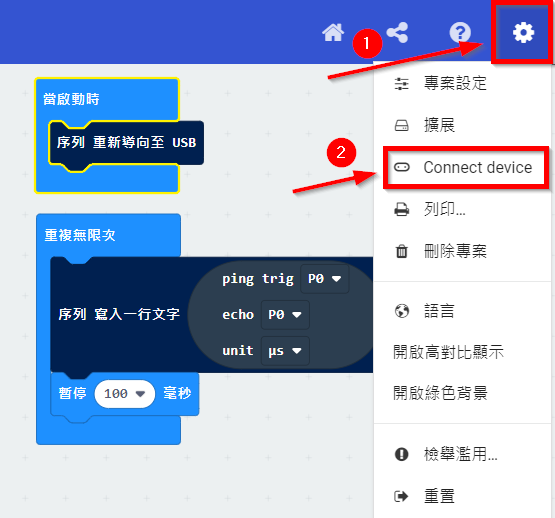 1
當啟動時
序列 重新導向至 USB
2
重複無限次
序列 寫入一行文字
ping trig P0
echo P0
unit μs
暫停 100 毫秒
專案設定
擴展
Connect device
列印...
刪除專案
語言
開啟高對比顯示
開啟綠色背景
檢舉濫用...
重置